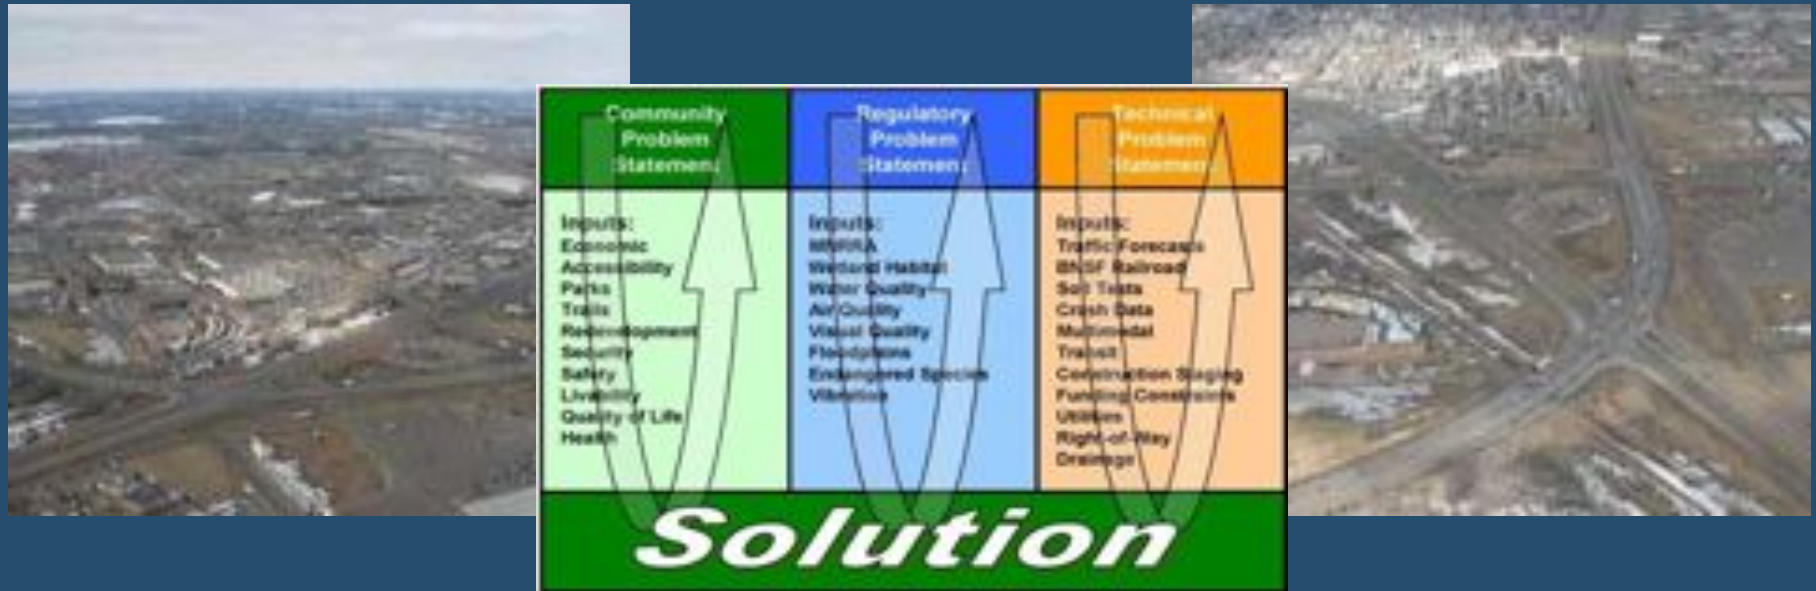 Community
Problem
Statement
Inputs:
Economic
Accessibility
Parks
Trails
Redevelopment
Security
Safety
Livability
Quality of Life
Health
Regulatory
Problem
Statement
Inputs:
MNRRA
Wetland Habitat
Water Quality
Air Quality
Visual Quality
Floodplains
Endangered Species
Vibration
Technical
Problem
Statement
Inputs:
Traffic Forecasts
BNSF Railroad
Soil Tests
Crash Data
Multimodal
Transit
Construction Staging
Funding Constraints
Utilities
Right-of-Way
Drainage
Solution